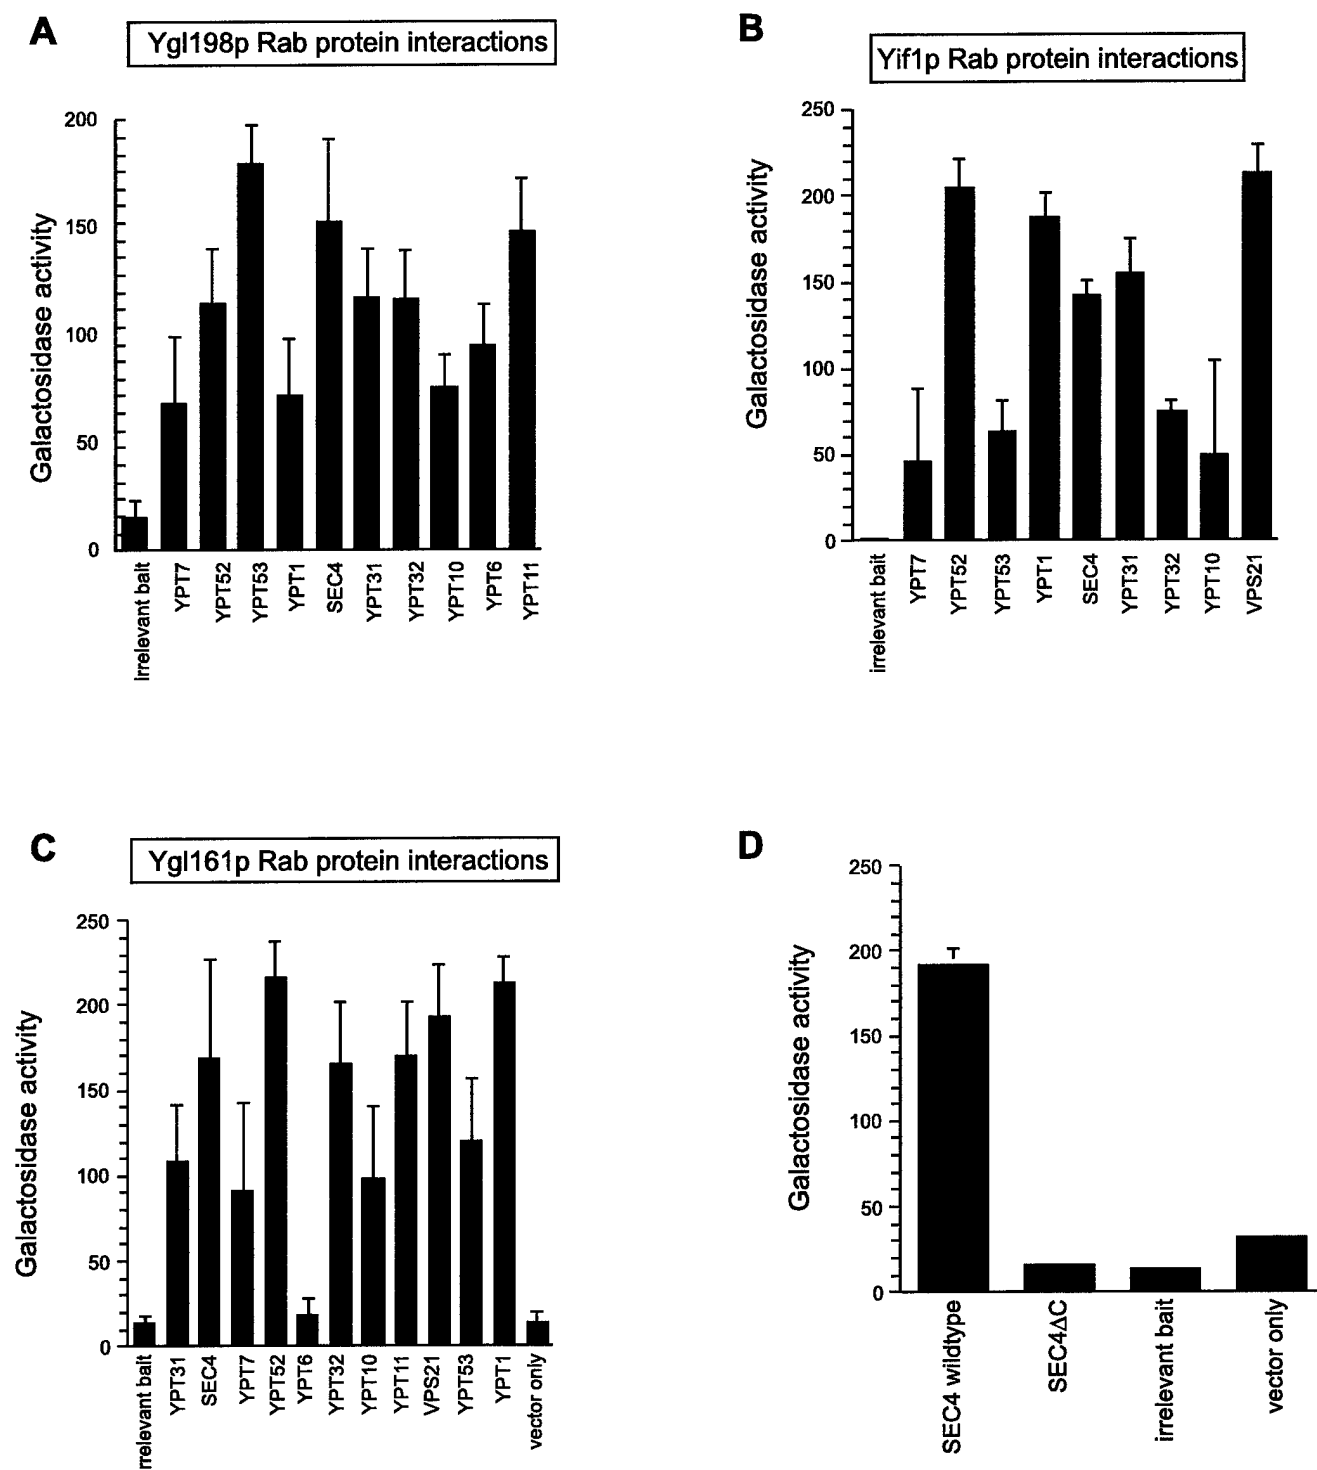 A
Ygl198p Rab protein interactions
Galactosidase activity
200
150
100
50
0
irrelevant bait
YPT7
YPT52
YPT53
YPT1
SEC4
YPT31
YPT32
YPT10
YPT6
YPT11
B
Yif1p Rab protein interactions
Galactosidase activity
250
200
150
100
50
0
irrelevant bait
YPT7
YPT52
YPT53
YPT1
SEC4
YPT31
YPT32
YPT10
VPS21
C
Ygl161p Rab protein interactions
Galactosidase activity
250
200
150
100
50
0
irrelevant bait
YPT31
SEC4
YPT7
YPT52
YPT6
YPT32
YPT10
YPT11
VPS21
YPT53
YPT1
vector only
D
Galactosidase activity
250
200
150
100
50
0
SEC4 wildtype
SEC4ΔC
irrelevant bait
vector only